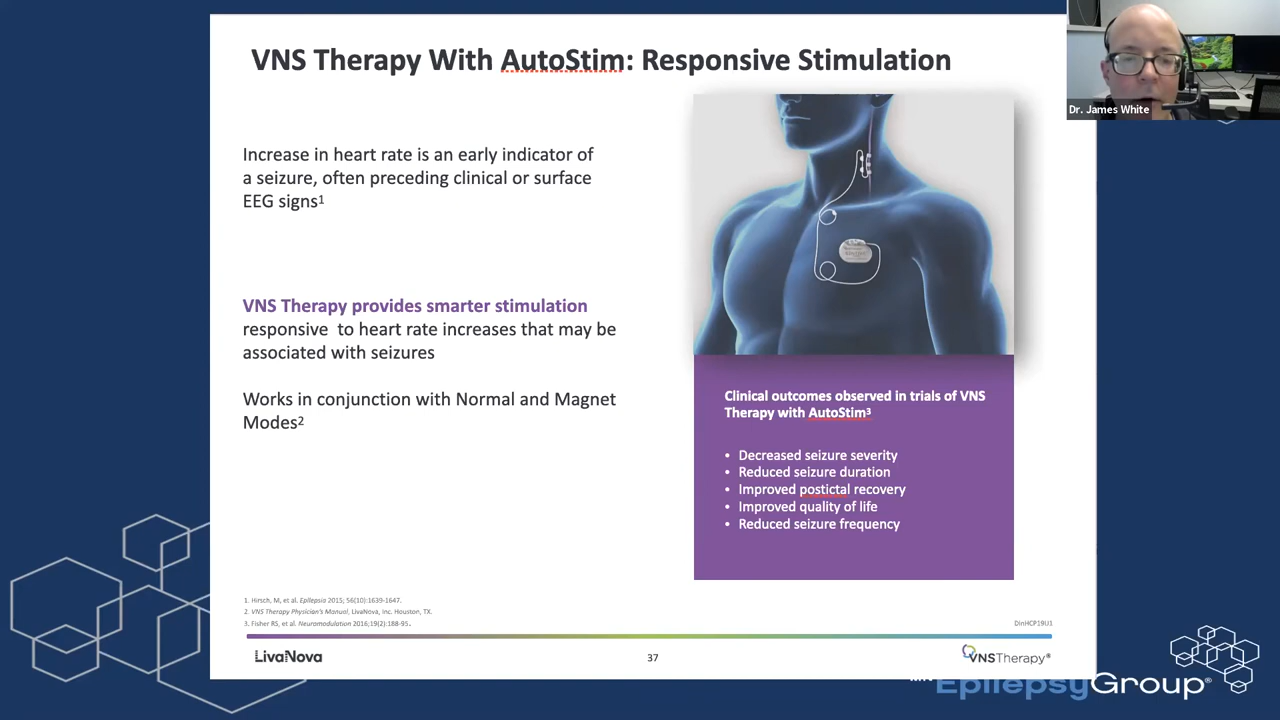 VNS Therapy With AutoStim: Responsive Stimulation
Dr. James White
Increase in heart rate is an early indicator of
a seizure, often preceding clinical or surface
EEG signs1
VNS Therapy provides smarter stimulation
responsive to heart rate increases that may be
associated with seizures
Works in conjunction with Normal and Magnet
Modes2
Clinical outcomes observed in trials of VNS
Therapy with AutoStim3
• Decreased seizure severity
• Reduced seizure duration
• Improved postictal recovery
• Improved quality of life
• Reduced seizure frequency
1. Hirsch, M, et al. Epilepsia 2015; 56(10):1639-1647.
2. VNS Therapy Physician's Manual, LivaNova, Inc. Houston, TX.
3. Fisher RS, et al. Neuromodulation 2016;19(2):188-95.
DinHCP19U1
LivaNova
37
VNSTherapy®
EpilepsyGroup®